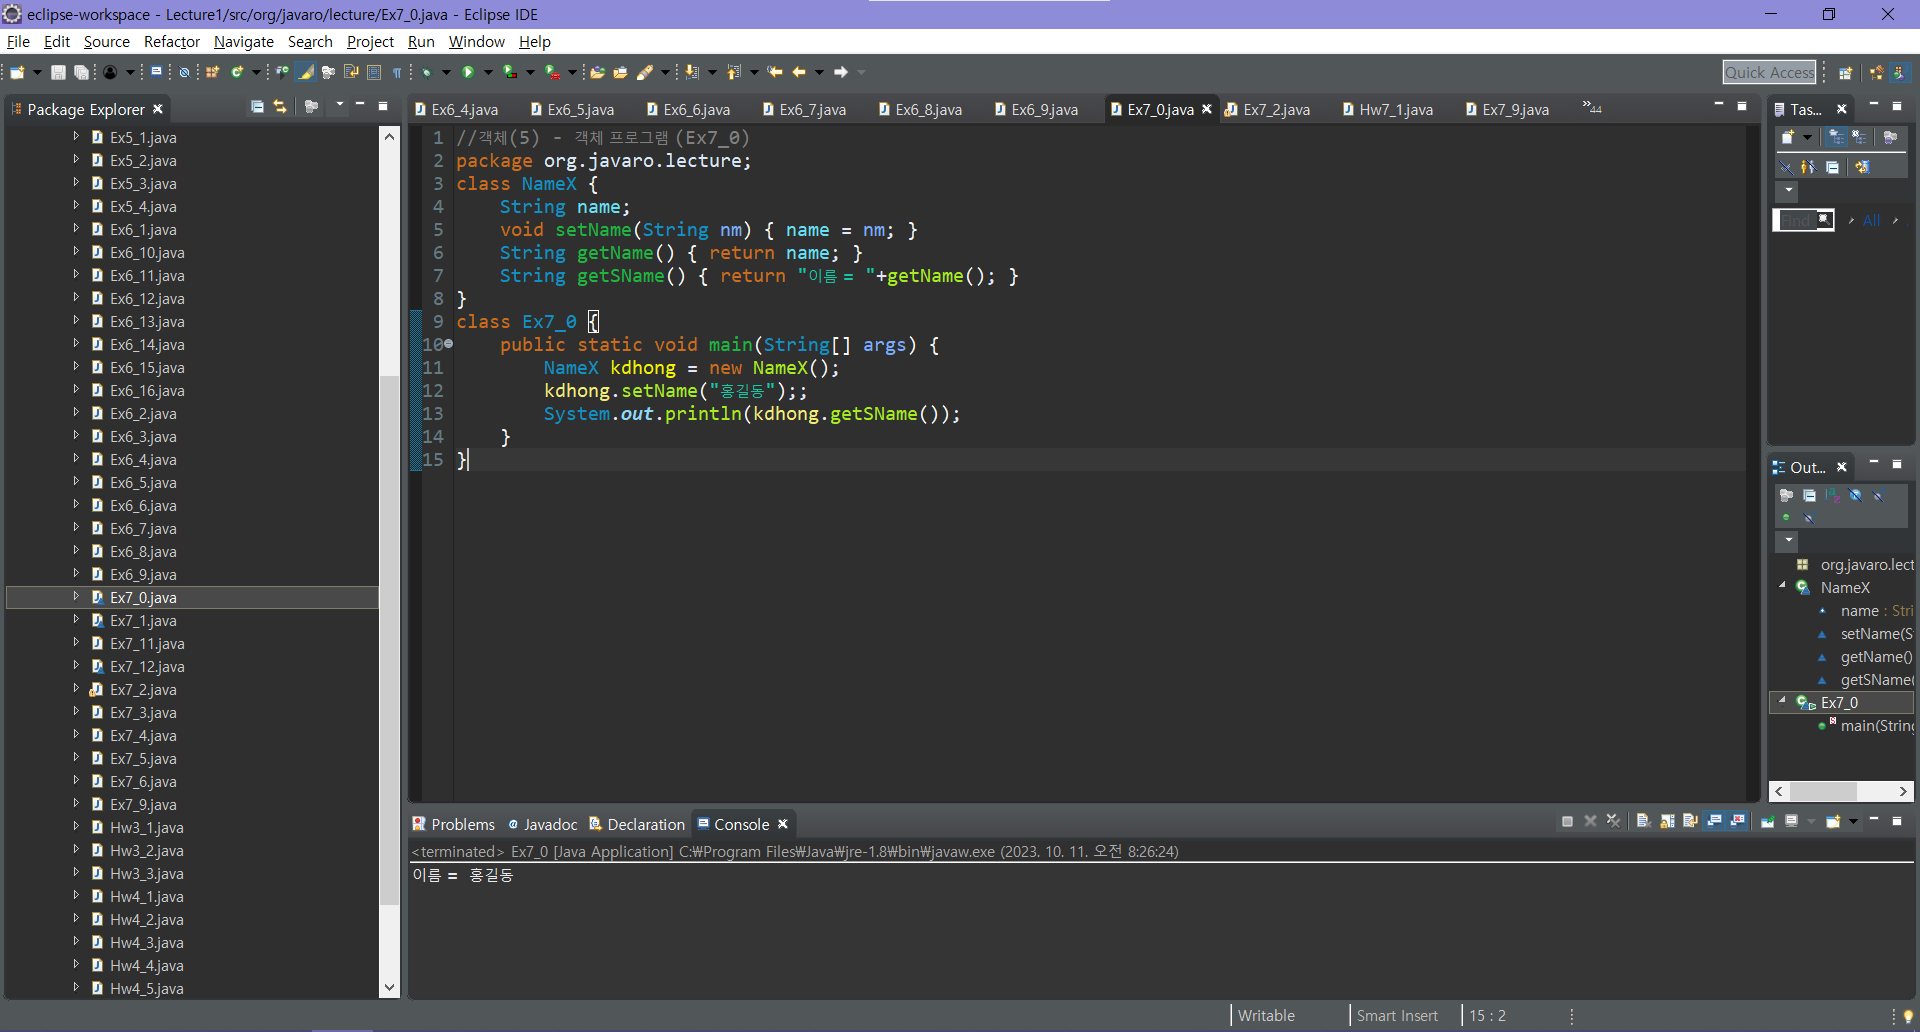 eclipse-workspace - Lecture1/src/org/javaro/lecture/Ex7_0.java - Eclipse IDE
File Edit Source Refactor Navigate Search Project Run Window Help
Quick Access
Package Explorer
Ex5_1.java
Ex5_2.java
Ex5_3.java
Ex5_4.java
Ex6_1.java
Ex6_10.java
Ex6_11.java
Ex6_12.java
Ex6_13.java
Ex6_14.java
Ex6_15.java
Ex6_16.java
Ex6_2.java
Ex6_3.java
Ex6_4.java
Ex6_5.java
Ex6_6.java
Ex6_7.java
Ex6_8.java
Ex6_9.java
Ex7_0.java
Ex7_1.java
Ex7_11.java
Ex7_12.java
Ex7_2.java
Ex7_3.java
Ex7_4.java
Ex7_5.java
Ex7_6.java
Ex7_9.java
Hw3_1.java
Hw3_2.java
Hw3_3.java
Hw4_1.java
Hw4_2.java
Hw4_3.java
Hw4_4.java
Hw4_5.java
Ex6_4.java Ex6_5.java Ex6_6.java Ex6_7.java Ex6_8.java Ex6_9.java Ex7_0.java Ex7_2.java Hw7_1.java Ex7_9.java »44
1 //객체(5) - 객체 프로그램(Ex7_0)
2 package org.javaro.lecture;
3 class NameX {
4 String name;
5 void setName(String nm) { name = nm; }
6 String getName() { return name; }
7 String getSName() { return "이름 = "+getName(); }
8 }
9 class Ex7_0 {
10 public static void main(String[] args) {
11 NameX kdhong = new NameX();
12 kdhong.setName("홍길동");;
13 System.out.println(kdhong.getSName());
14 }
15 }
Tas...
Find All
Out...
org.javaro.lect
NameX
name : Stri
setName(S
getName()
getSName(
Ex7_0
main(String
Problems Javadoc Declaration Console
<terminated> Ex7_0 [Java Application] C:₩Program Files₩Java₩jre-1.8₩bin₩javaw.exe (2023. 10. 11. 오전 8:26:24)
이름 = 홍길동
Writable Smart Insert 15 : 2